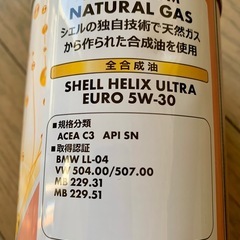 NATURAL GAS
シェルの独自技術で天然ガス
から作られた合成油を使用
全合成油
SHELL HELIX ULTRA
EURO 5W-30
■規格分類
ACEA C3 API SN
■取得認証
BMW LL-04
VW 504.00/507.00
MB 229.31
MB 229.51